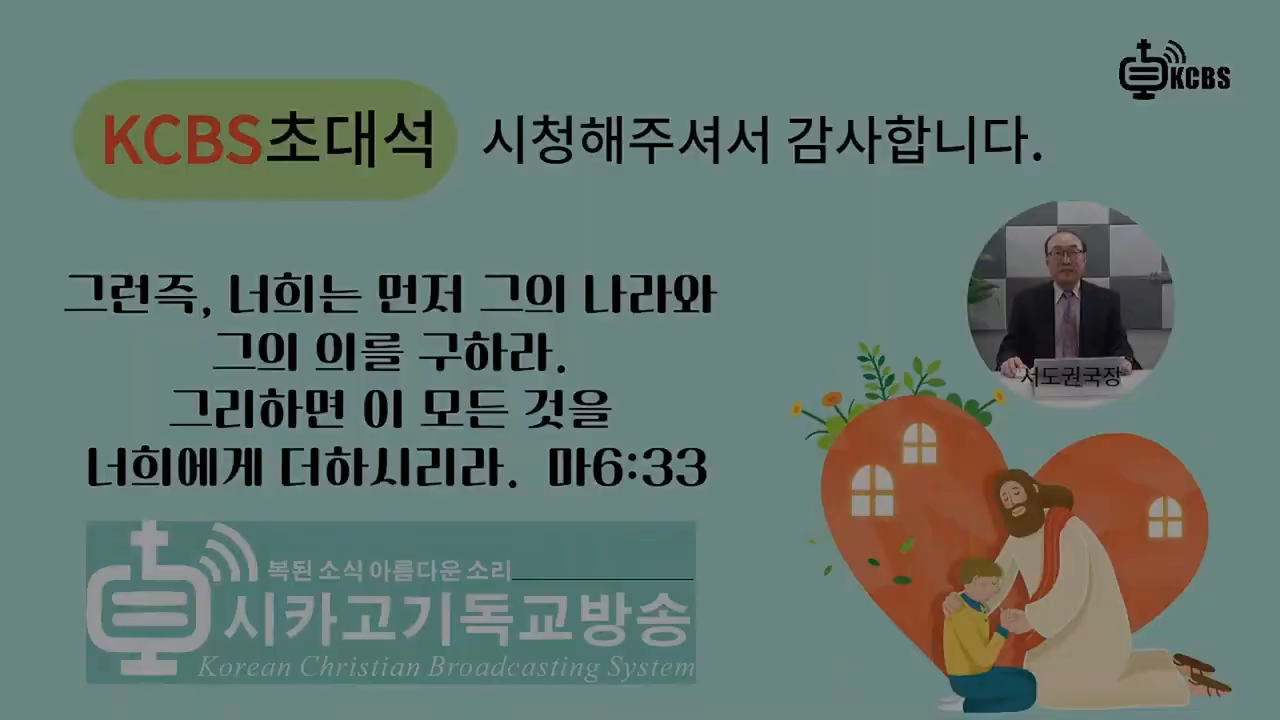 KCBS
KCBS초대석 시청해주셔서 감사합니다.
서도권국장
그런즉, 너희는 먼저 그의 나라와
그의 의를 구하라.
그리하면 이 모든 것을
너희에게 더하시리라. 마6:33
복된 소식 아름다운 소리
시카고기독교방송
Korean Christian Broadcasting System